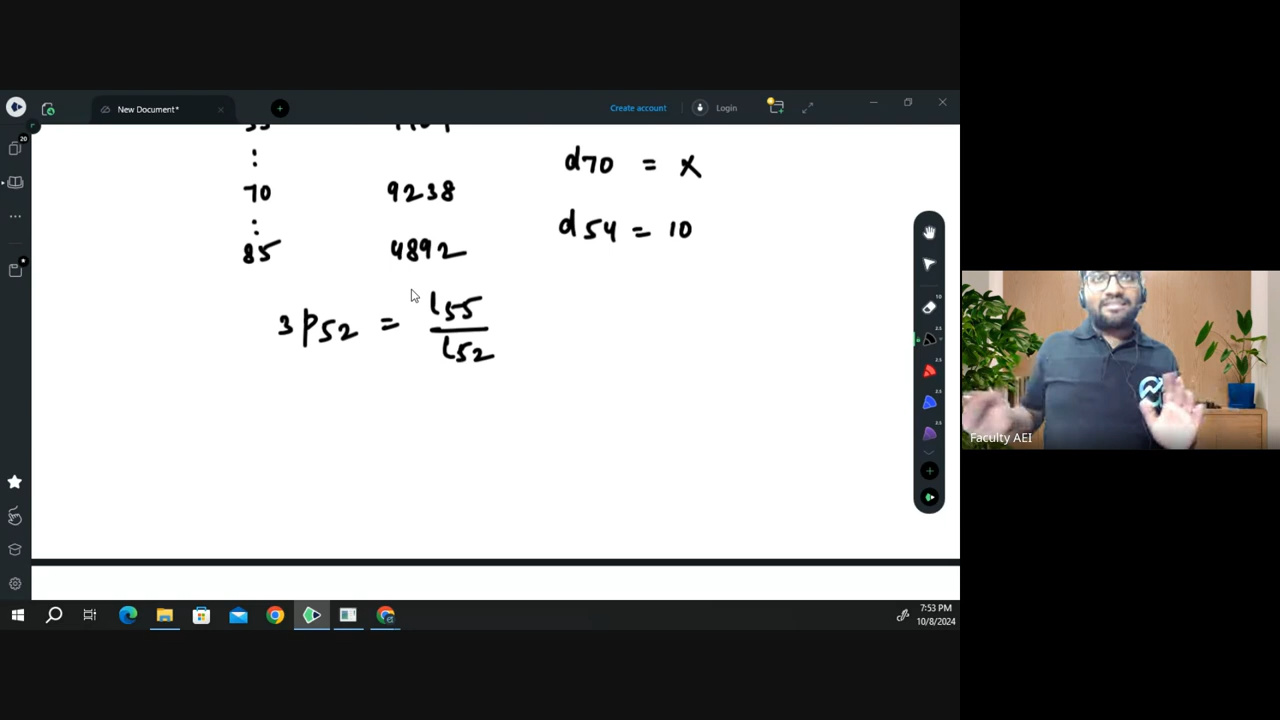 New Document*
Create account
Login
d70 = X
70 9238
d54 = 10
85 4892
3P52 = l55 / l52
Faculty AEI
7:53 PM
10/8/2024